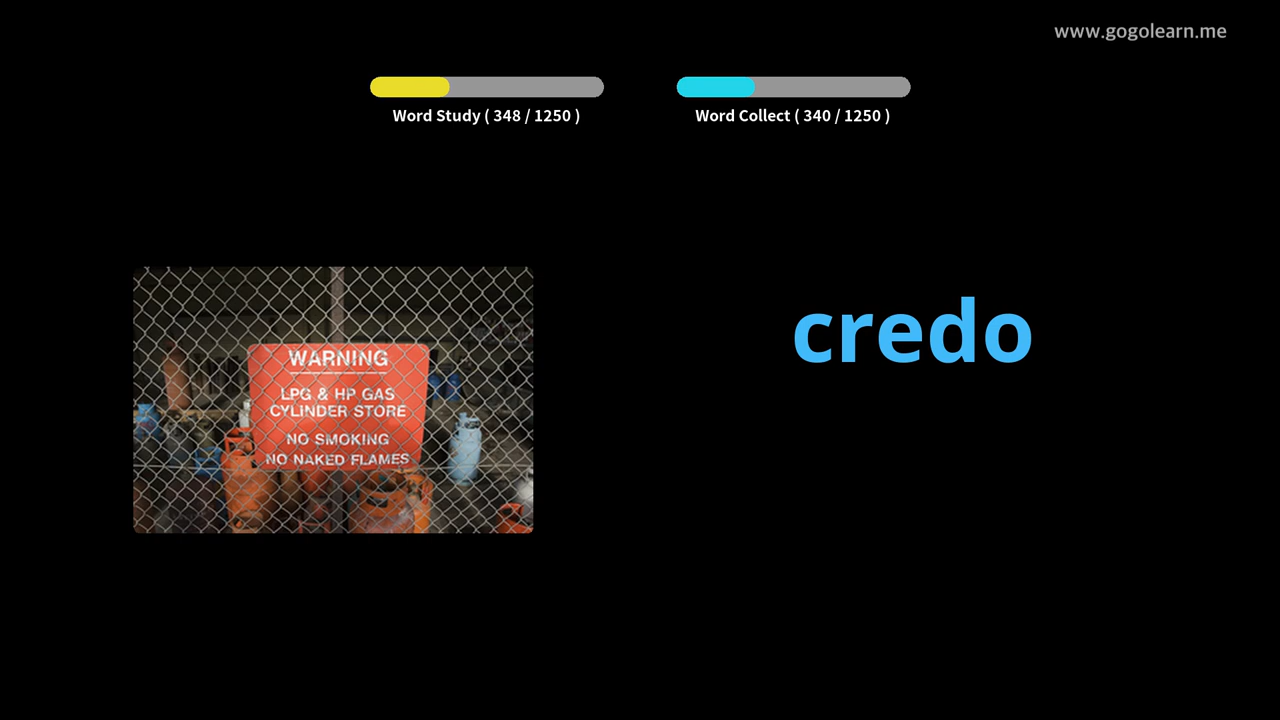 www.gogolearn.me
Word Study ( 348 / 1250 )
Word Collect ( 340 / 1250 )
WARNING
LPG & HP GAS
CYLINDER STORE
NO SMOKING
NO NAKED FLAMES
credo